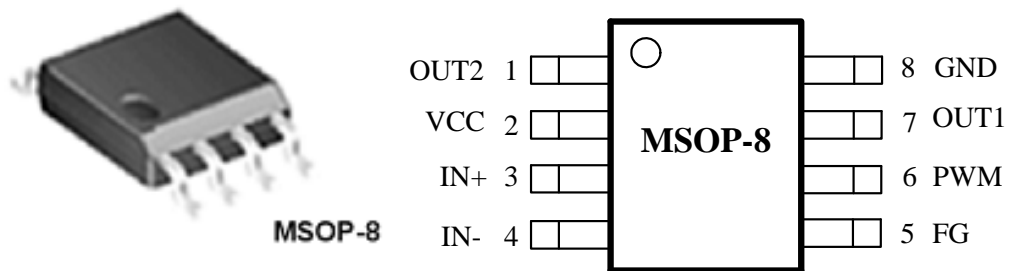 OUT2 1
VCC 2
IN+ 3
IN- 4
MSOP-8
8 GND
7 OUT1
6 PWM
5 FG
MSOP-8